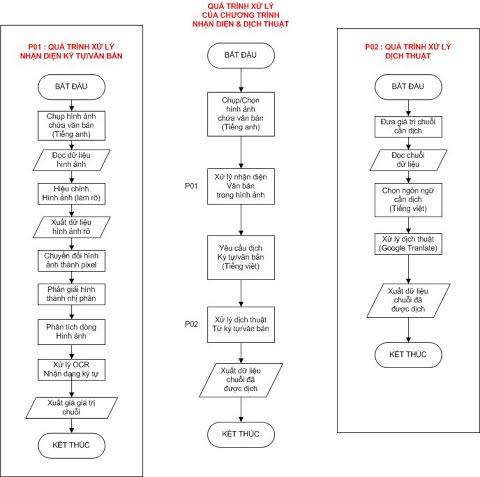 P01 : QUÁ TRÌNH XỬ LÝ
NHẬN DIỆN KÝ TỰ/VĂN BẢN
BẮT ĐẦU
Chụp hình ảnh
chứa văn bản
(Tiếng anh)
Đọc dữ liệu
hình ảnh
Hiệu chỉnh
Hình ảnh (làm rõ)
Xuất dữ liệu
hình ảnh rõ
Chuyển đổi hình
ảnh thành pixel
Phân giải hình
thành nhị phân
Phân tích dòng
Hình ảnh
Xử lý OCR
Nhận dạng ký tự
Xuất giá giá trị
chuỗi
KẾT THÚC
QUÁ TRÌNH XỬ LÝ
CỦA CHƯƠNG TRÌNH
NHẬN DIỆN & DỊCH THUẬT
BẮT ĐẦU
Chụp/Chọn
hình ảnh
chứa văn bản
(Tiếng anh)
P01
Xử lý nhận diện
Văn bản
trong hình ảnh
Yêu cầu dịch
Ký tự/văn bản
(Tiếng việt)
P02
Xử lý dịch thuật
Từ ký tự/văn bản
Xuất dữ liệu
chuỗi đã
được dịch
KẾT THÚC
P02 : QUÁ TRÌNH XỬ LÝ
DỊCH THUẬT
BẮT ĐẦU
Đưa giá trị chuỗi
cần dịch
Đọc chuỗi
dữ liệu
Chọn ngôn ngữ
cần dịch
(Tiếng việt)
Xử lý dịch thuật
(Google Tranlate)
Xuất dữ liệu
chuỗi đã
được dịch
KẾT THÚC